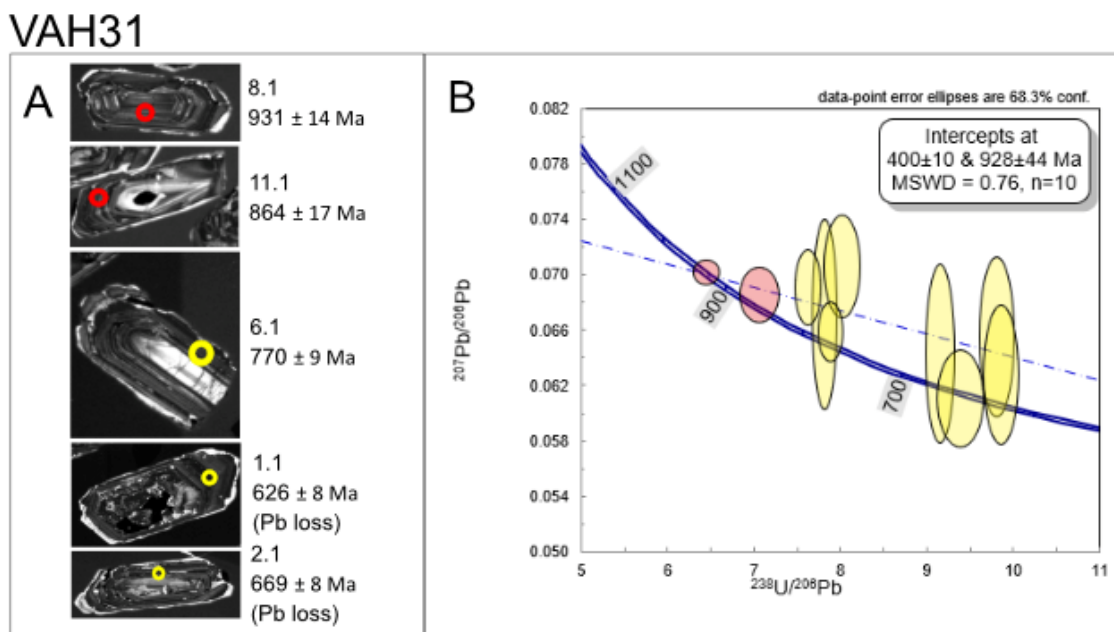 VAH31
A
8.1
931 ± 14 Ma
11.1
864 ± 17 Ma
6.1
770 ± 9 Ma
1.1
626 ± 8 Ma
(Pb loss)
2.1
669 ± 8 Ma
(Pb loss)
B
data-point error ellipses are 68.3% conf.
Intercepts at
400±10 & 928±44 Ma
MSWD = 0.76, n=10
0.082
0.078
0.074
0.070
0.066
0.062
0.058
0.054
0.050
207Pb/206Pb
1100
900
700
5
6
7
8
9
10
11
238U/206Pb